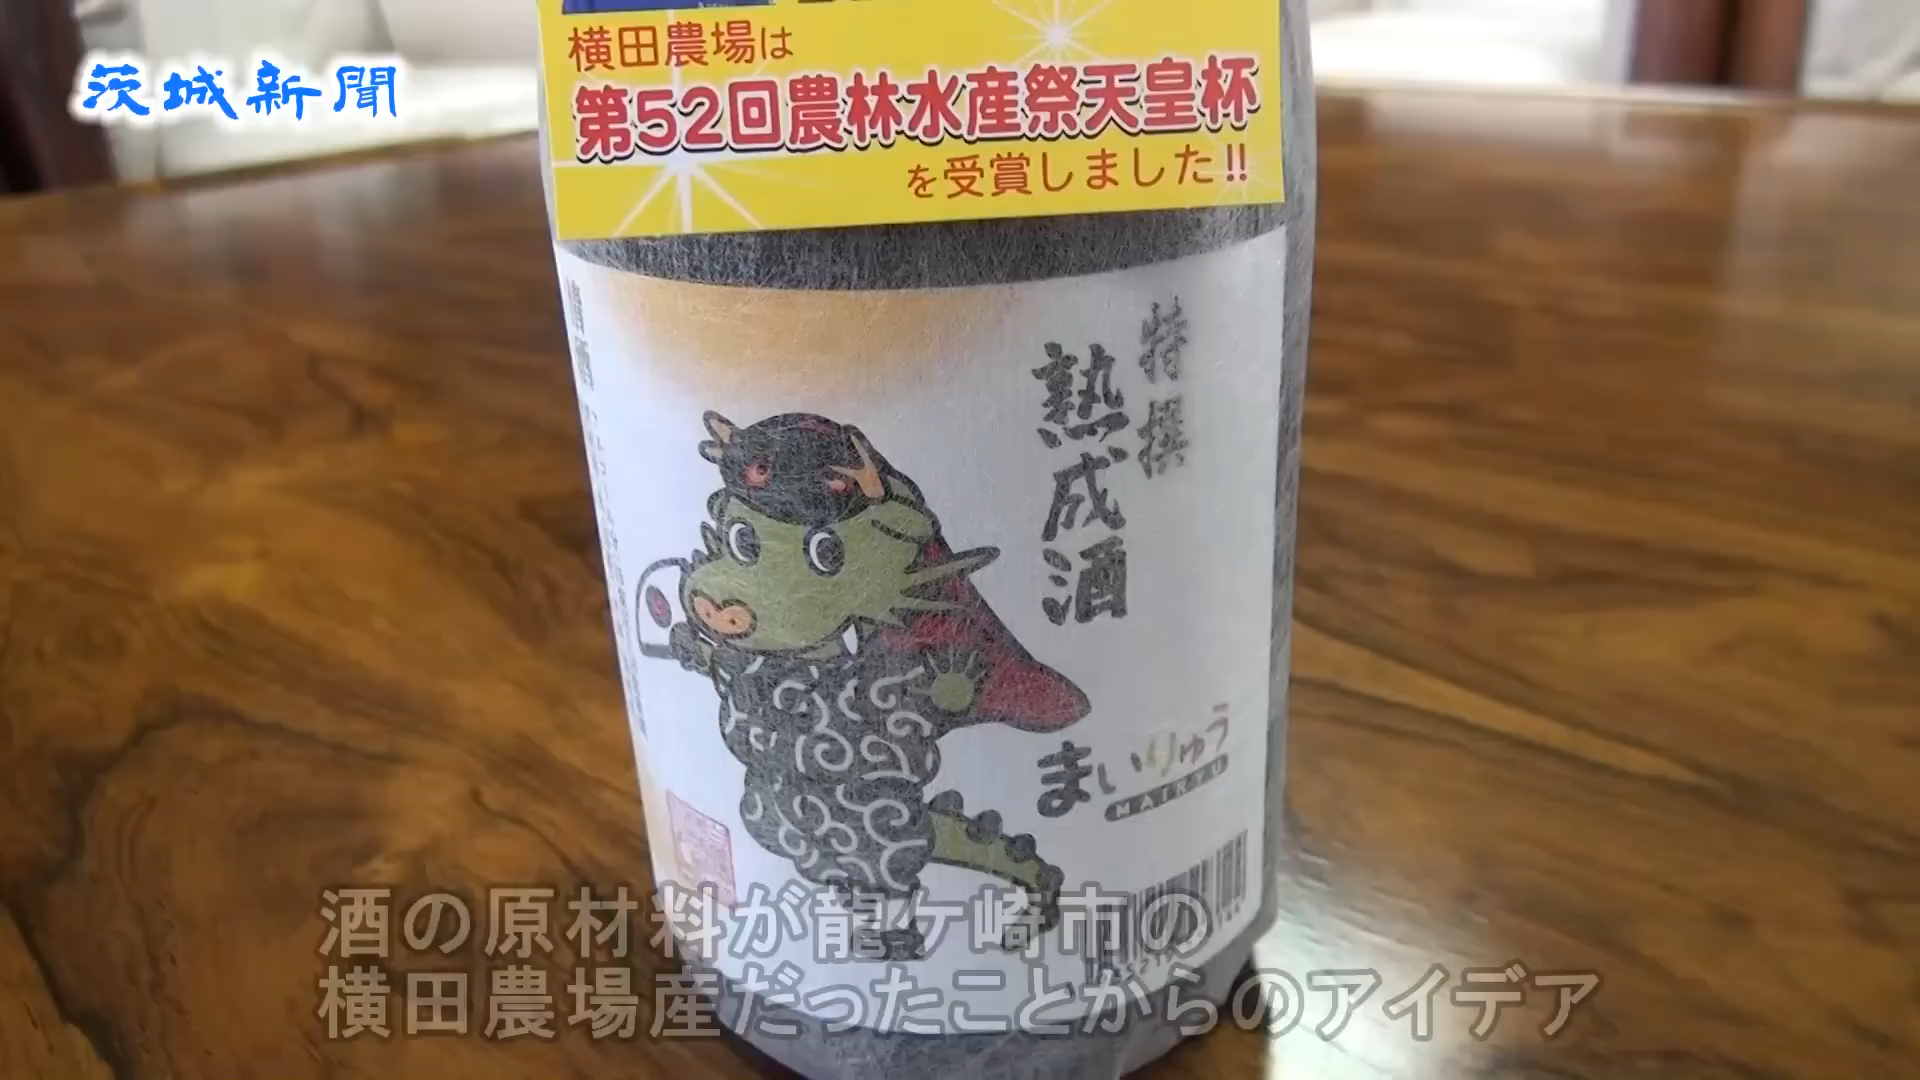 茨城新聞
横田農場は
第52回農林水産祭天皇杯
を受賞しました!!
特撰
熟成酒
まいりゅう
MAIRYU
酒の原材料が龍ケ崎市の
横田農場産だったことからのアイデア